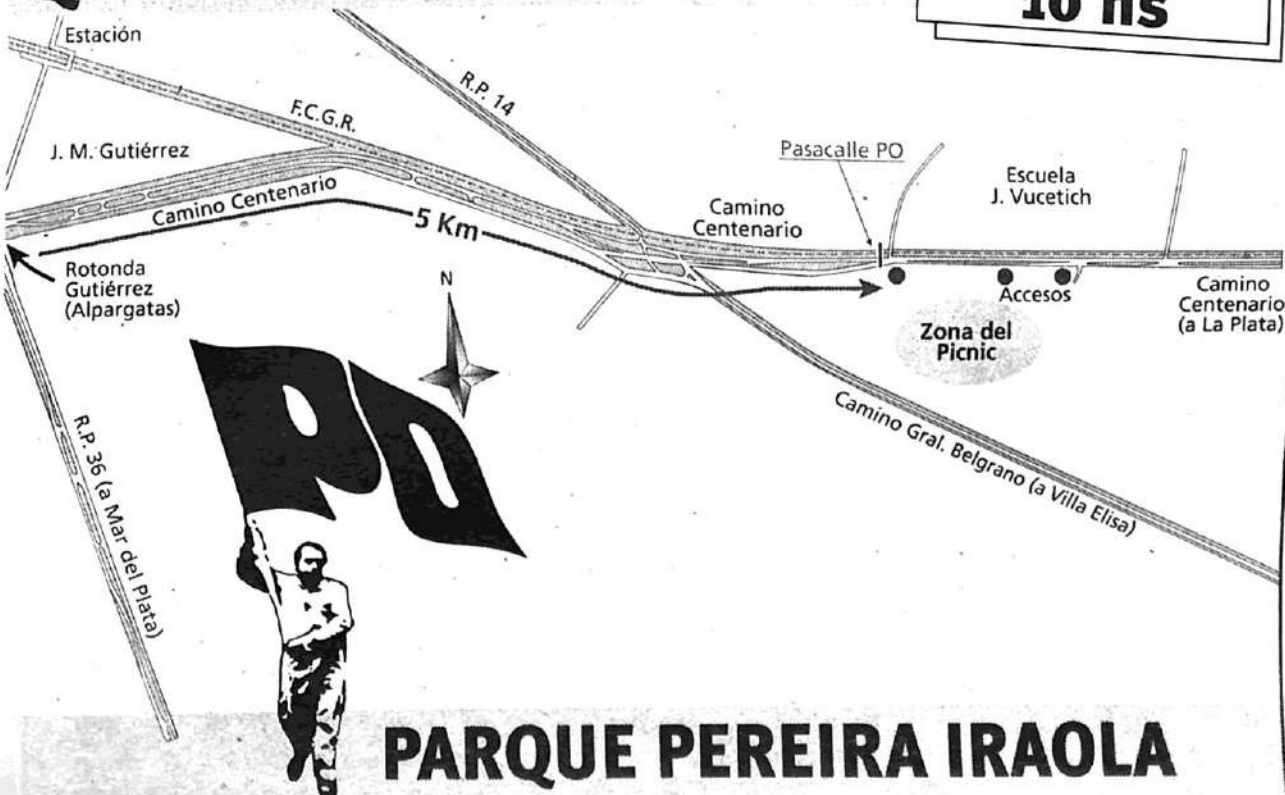 10 hs
Estación
F.C.G.R.
R.P. 14
J. M. Gutiérrez
Camino Centenario
5 Km
Pasacalle PO
Escuela
J. Vucetich
Camino
Centenario
Rotonda
Gutiérrez
(Alpargatas)
N
Accesos
Camino
Centenario
(a La Plata)
Zona del
Picnic
Camino Gral. Belgrano (a Villa Elisa)
R.P. 36 (a Mar del Plata)
PO
PARQUE PEREIRA IRAOLA